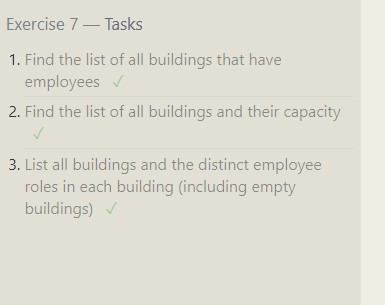 Exercise 7 — Tasks
1. Find the list of all buildings that have
employees ✓
2. Find the list of all buildings and their capacity
✓
3. List all buildings and the distinct employee
roles in each building (including empty
buildings) ✓